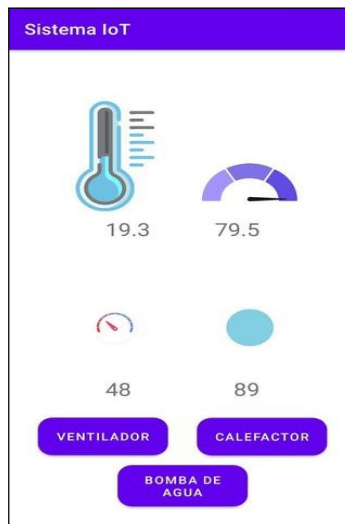 Sistema IoT
19.3 79.5
48 89
VENTILADOR CALEFACTOR
BOMBA DE
AGUA